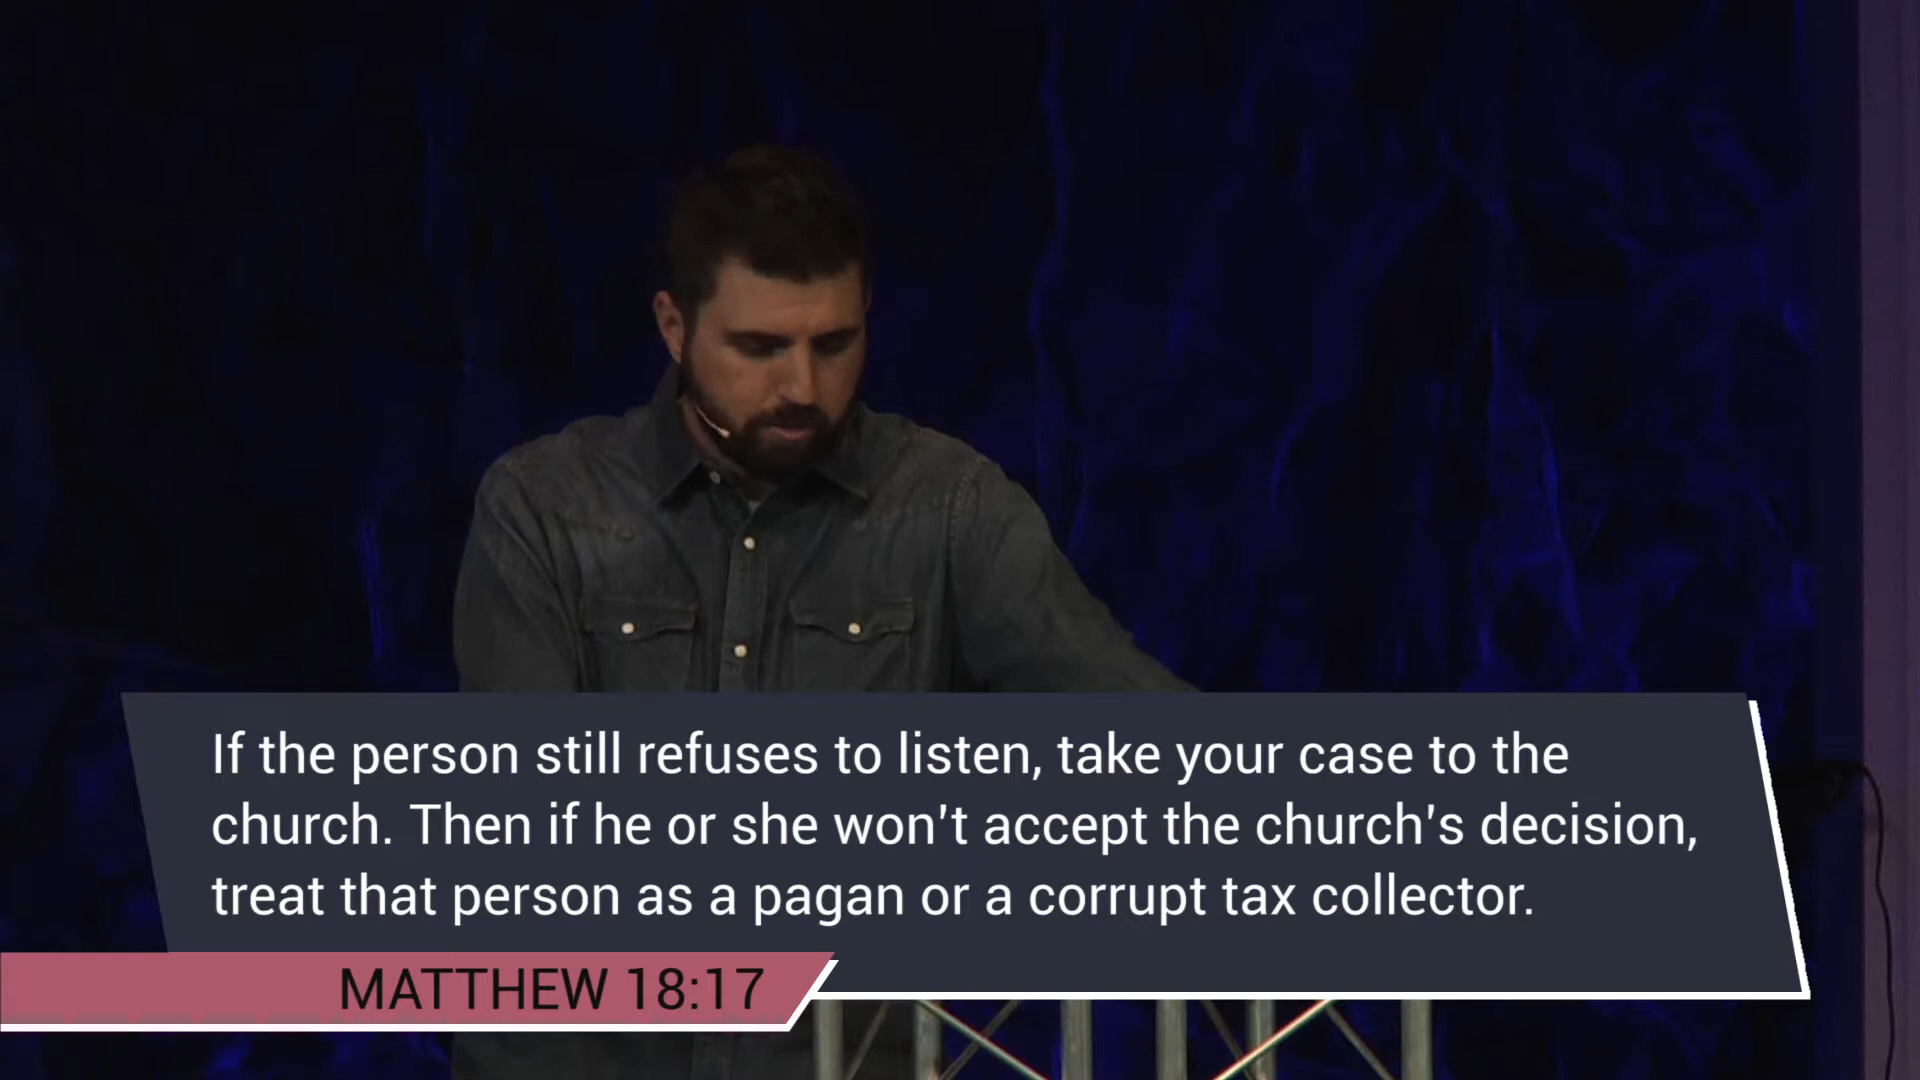 If the person still refuses to listen, take your case to the
church. Then if he or she won't accept the church's decision,
treat that person as a pagan or a corrupt tax collector.
MATTHEW 18:17